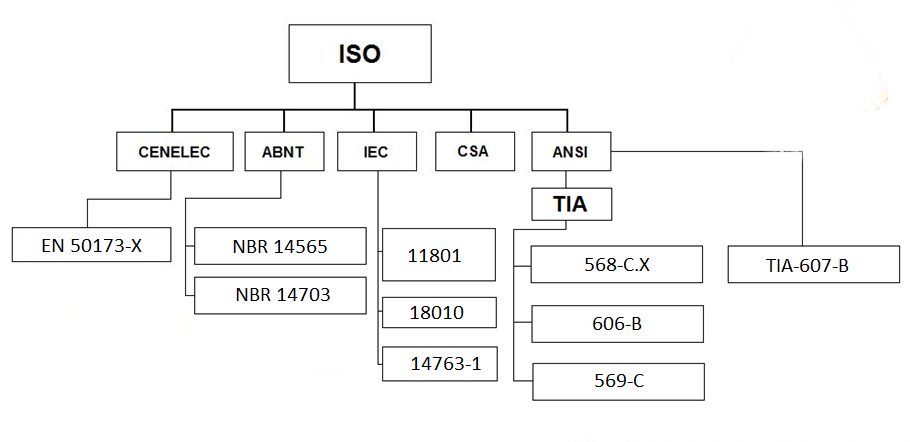 ISO
CENELEC
ABNT
IEC
CSA
ANSI
TIA
EN 50173-X
NBR 14565
NBR 14703
11801
18010
14763-1
568-C.X
606-B
569-C
TIA-607-B